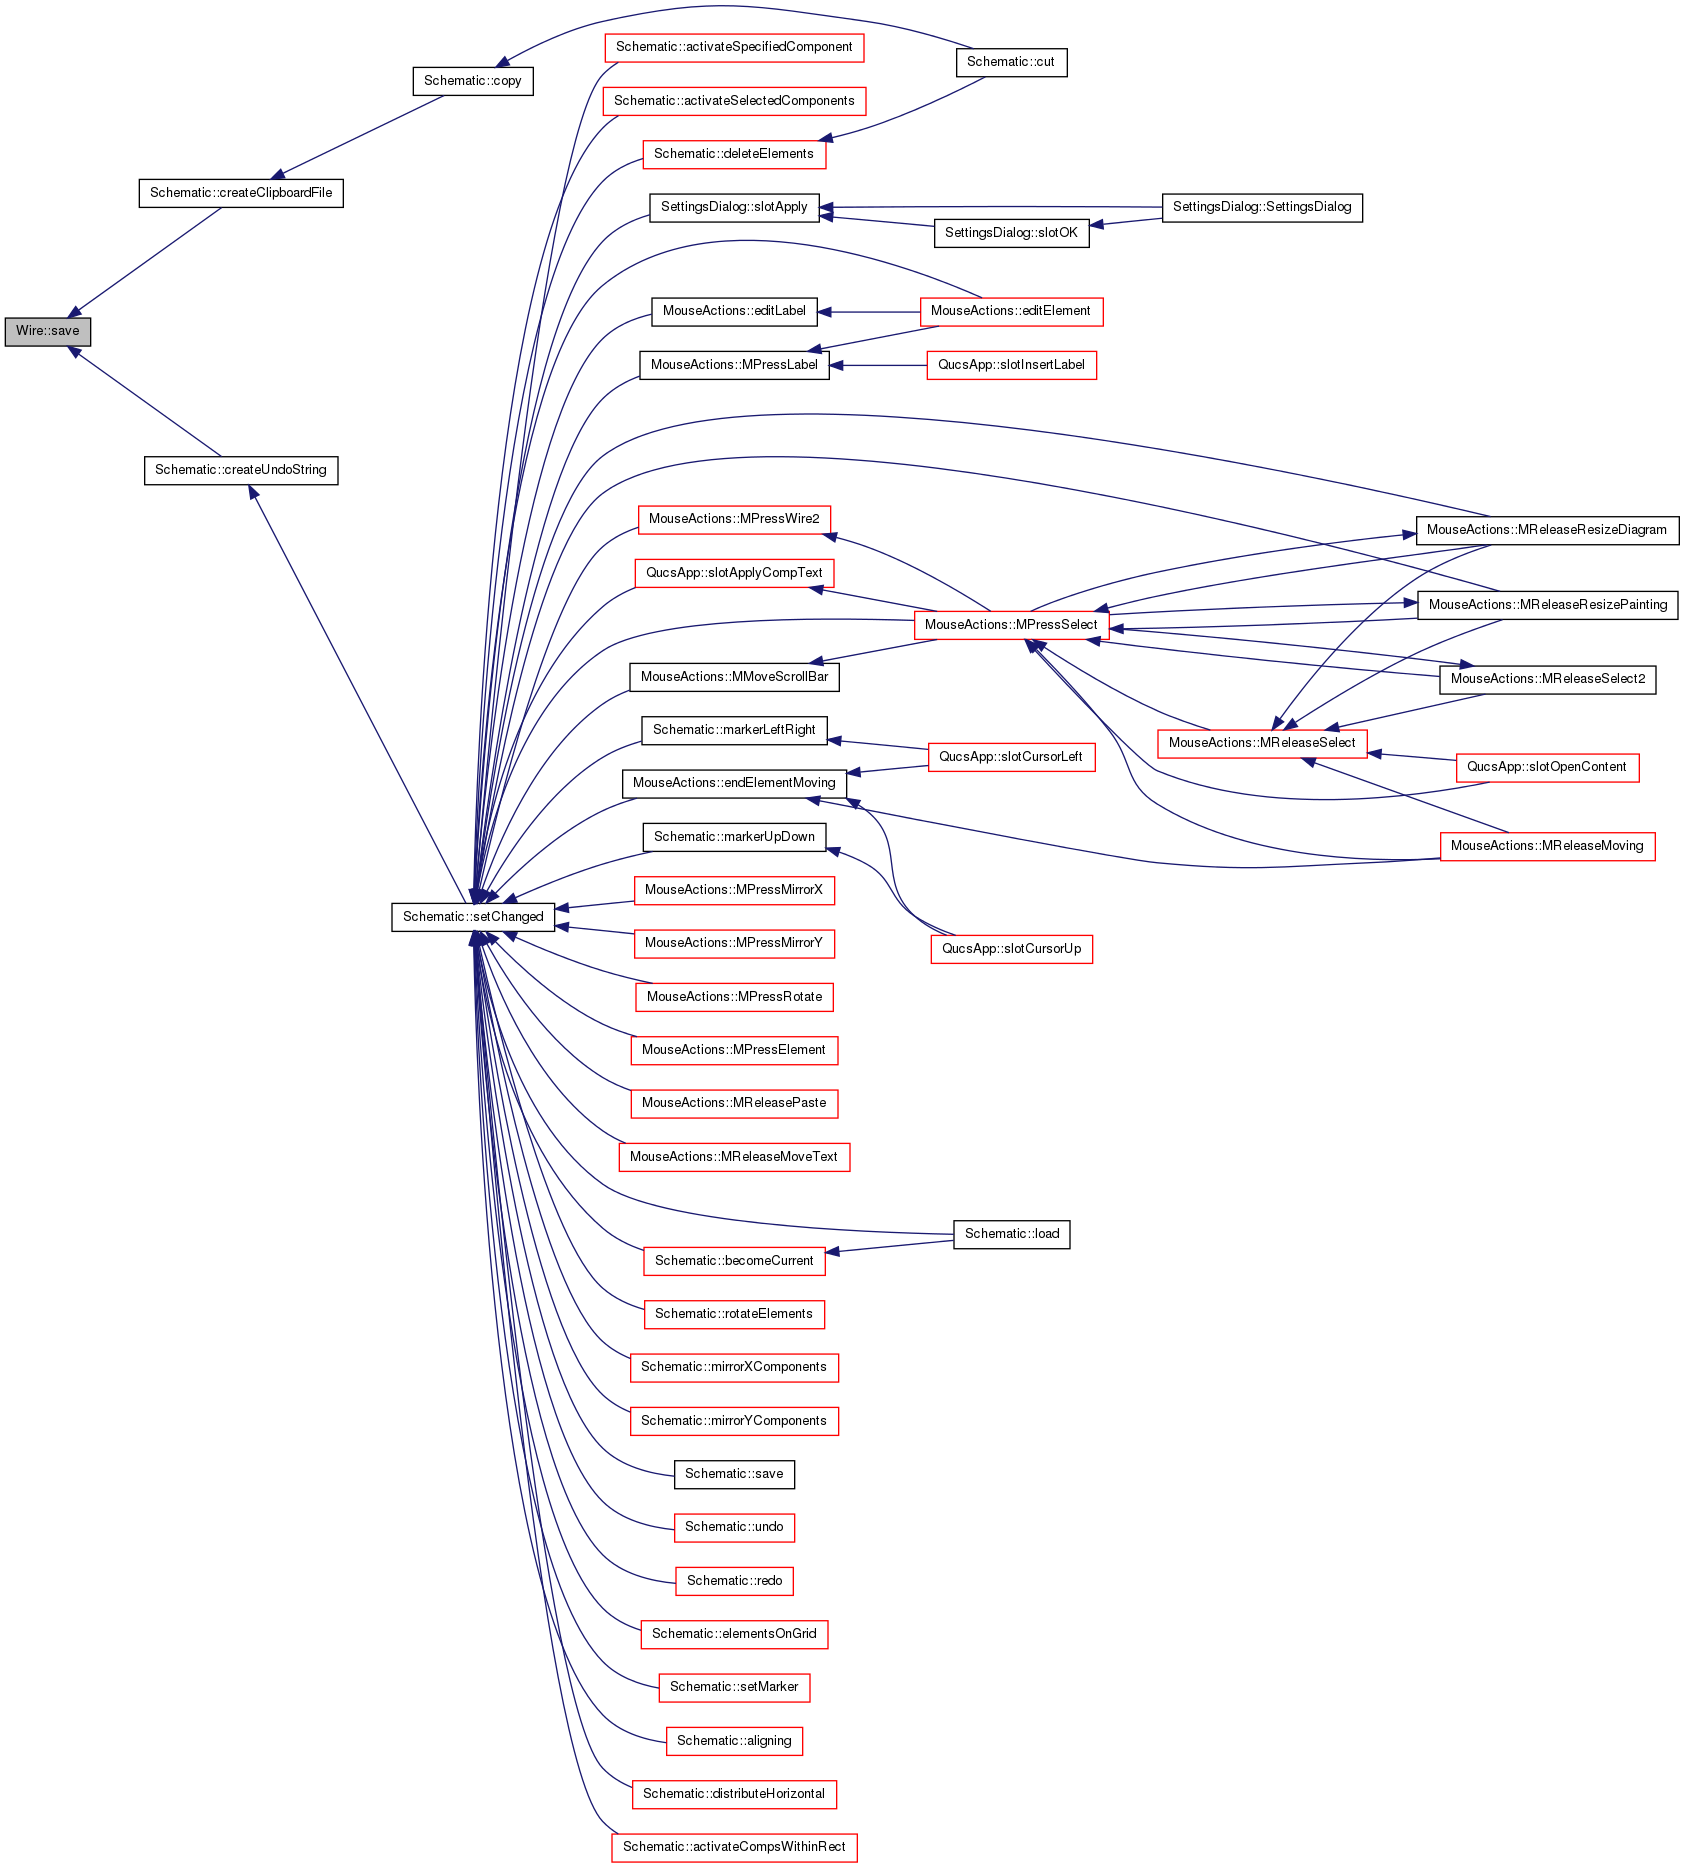 Schematic::activateSpecifiedComponent
Schematic::cut
Schematic::copy
Schematic::activateSelectedComponents
Schematic::deleteElements
Schematic::createClipboardFile
SettingsDialog::slotApply
SettingsDialog::SettingsDialog
SettingsDialog::slotOK
MouseActions::editLabel
MouseActions::editElement
Wire::save
MouseActions::MPressLabel
QucsApp::slotInsertLabel
Schematic::createUndoString
MouseActions::MPressWire2
MouseActions::MReleaseResizeDiagram
QucsApp::slotApplyCompText
MouseActions::MReleaseResizePainting
MouseActions::MPressSelect
MouseActions::MMoveScrollBar
MouseActions::MReleaseSelect2
Schematic::markerLeftRight
MouseActions::MReleaseSelect
QucsApp::slotCursorLeft
QucsApp::slotOpenContent
MouseActions::endElementMoving
Schematic::markerUpDown
MouseActions::MReleaseMoving
MouseActions::MPressMirrorX
Schematic::setChanged
MouseActions::MPressMirrorY
QucsApp::slotCursorUp
MouseActions::MPressRotate
MouseActions::MPressElement
MouseActions::MReleasePaste
MouseActions::MReleaseMoveText
Schematic::load
Schematic::becomeCurrent
Schematic::rotateElements
Schematic::mirrorXComponents
Schematic::mirrorYComponents
Schematic::save
Schematic::undo
Schematic::redo
Schematic::elementsOnGrid
Schematic::setMarker
Schematic::aligning
Schematic::distributeHorizontal
Schematic::activateCompsWithinRect